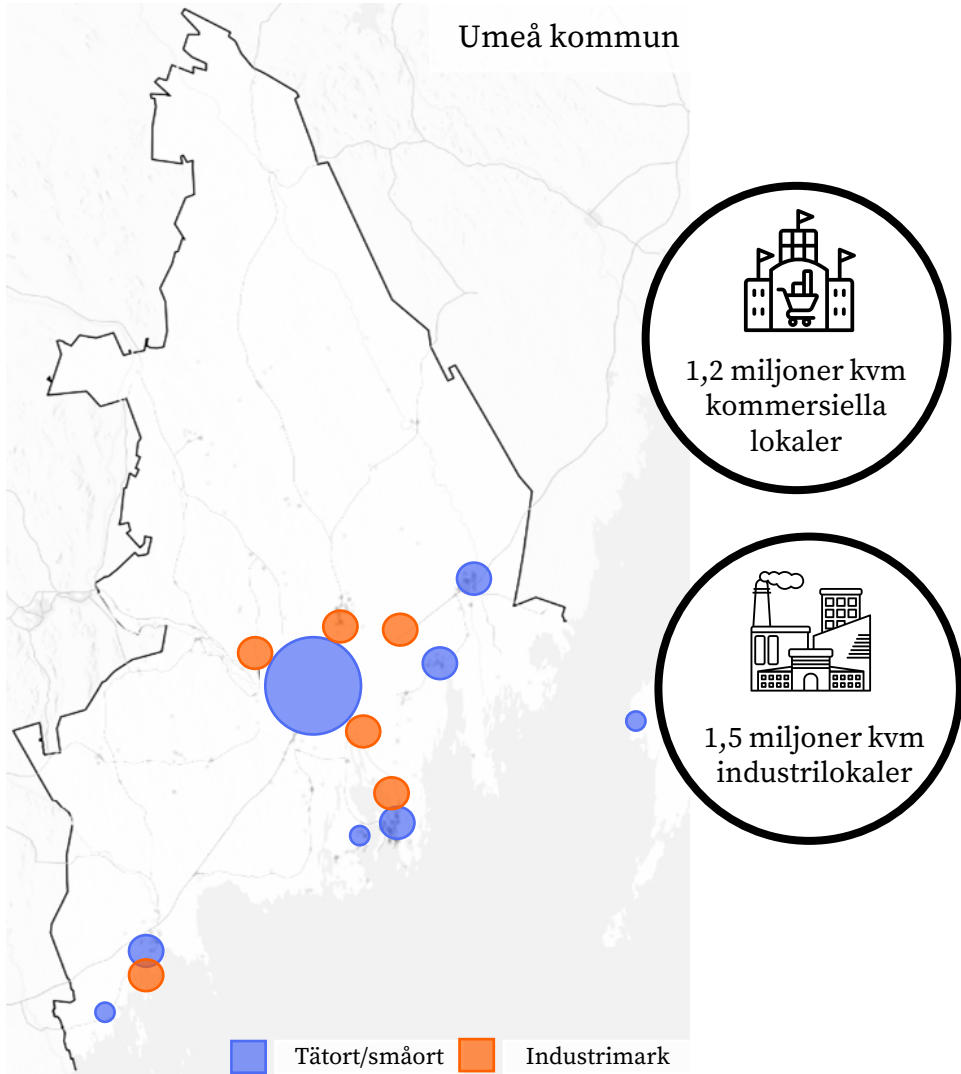 Umeå kommun
1,2 miljoner kvm
kommersiella
lokaler
1,5 miljoner kvm
industrilokaler
Tätort/småort
Industrimark